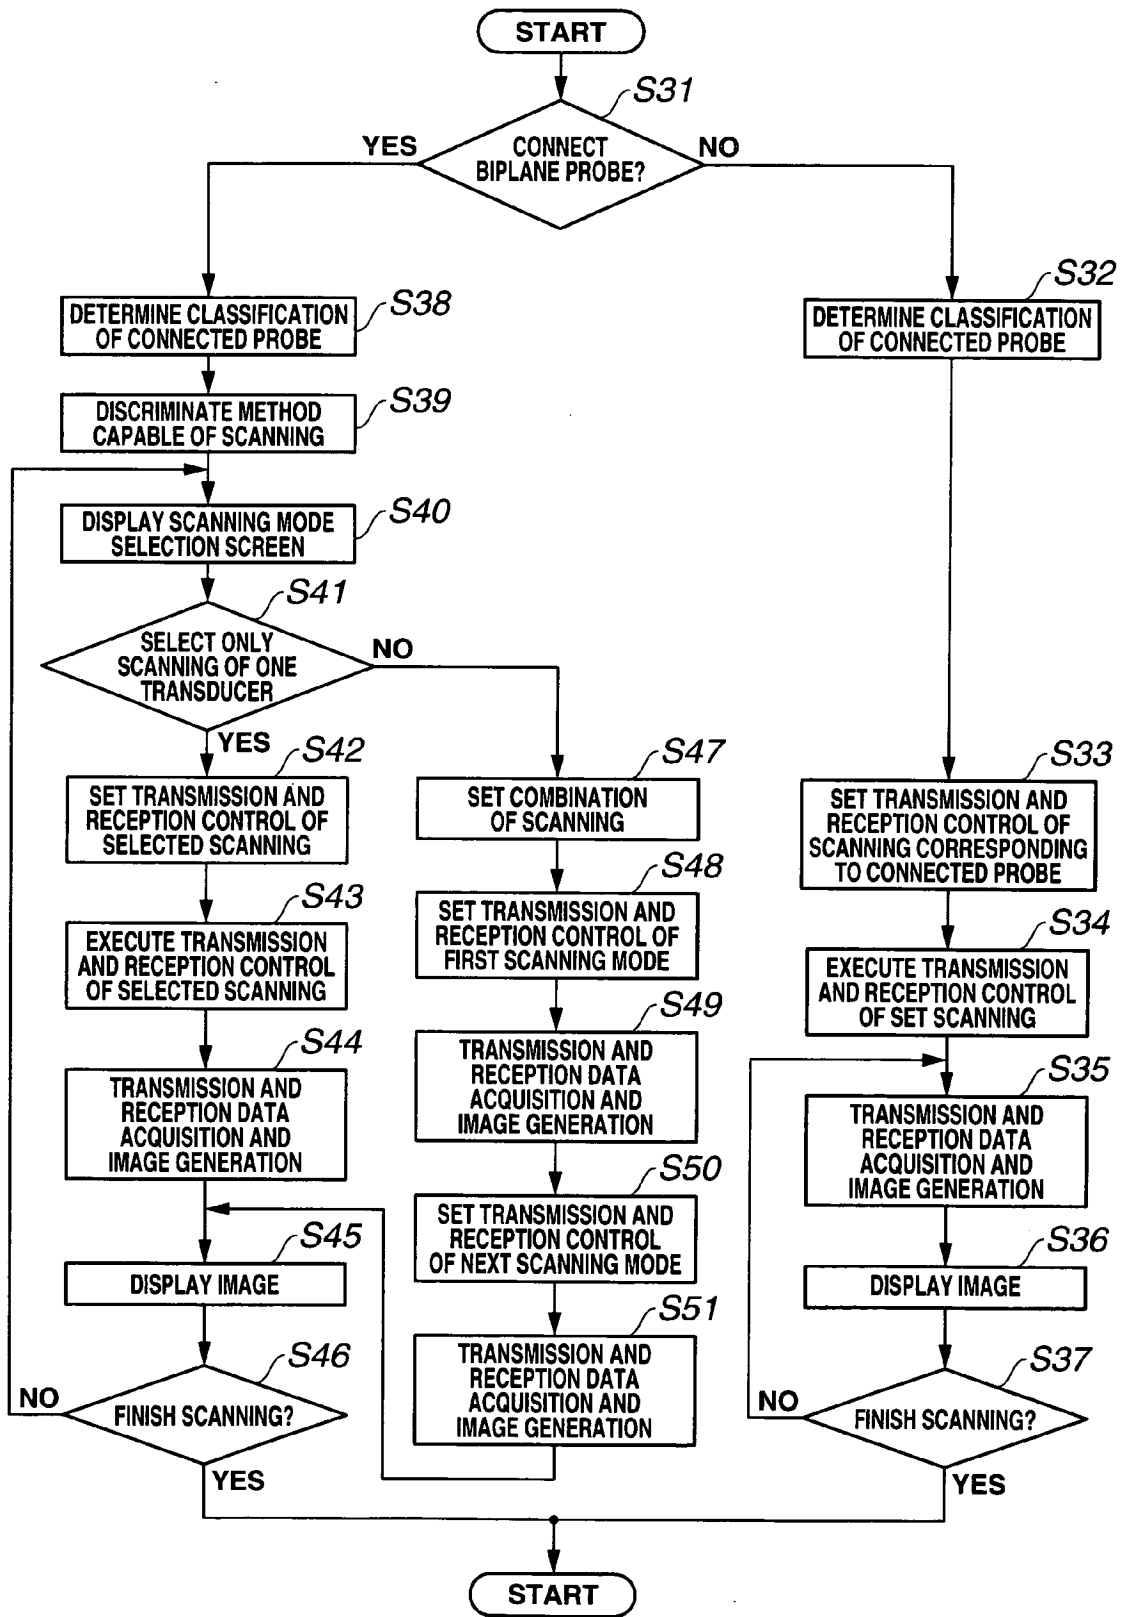 START
S31
CONNECT
BIPLANE PROBE?
YES
NO
S38
DETERMINE CLASSIFICATION
OF CONNECTED PROBE
S32
DETERMINE CLASSIFICATION
OF CONNECTED PROBE
S39
DISCRIMINATE METHOD
CAPABLE OF SCANNING
S40
DISPLAY SCANNING MODE
SELECTION SCREEN
S41
SELECT ONLY
SCANNING OF ONE
TRANSDUCER
NO
YES
S42
SET TRANSMISSION AND
RECEPTION CONTROL OF
SELECTED SCANNING
S43
EXECUTE TRANSMISSION
AND RECEPTION CONTROL
OF SELECTED SCANNING
S44
TRANSMISSION AND
RECEPTION DATA
ACQUISITION AND
IMAGE GENERATION
S45
DISPLAY IMAGE
S46
FINISH SCANNING?
NO
YES
S47
SET COMBINATION
OF SCANNING
S48
SET TRANSMISSION AND
RECEPTION CONTROL OF
FIRST SCANNING MODE
S49
TRANSMISSION AND
RECEPTION DATA
ACQUISITION AND
IMAGE GENERATION
S50
SET TRANSMISSION AND
RECEPTION CONTROL
OF NEXT SCANNING MODE
S51
TRANSMISSION AND
RECEPTION DATA
ACQUISITION AND
IMAGE GENERATION
S33
SET TRANSMISSION AND
RECEPTION CONTROL OF
SCANNING CORRESPONDING
TO CONNECTED PROBE
S34
EXECUTE TRANSMISSION
AND RECEPTION CONTROL
OF SET SCANNING
S35
TRANSMISSION AND
RECEPTION DATA
ACQUISITION AND
IMAGE GENERATION
S36
DISPLAY IMAGE
S37
FINISH SCANNING?
NO
YES
START